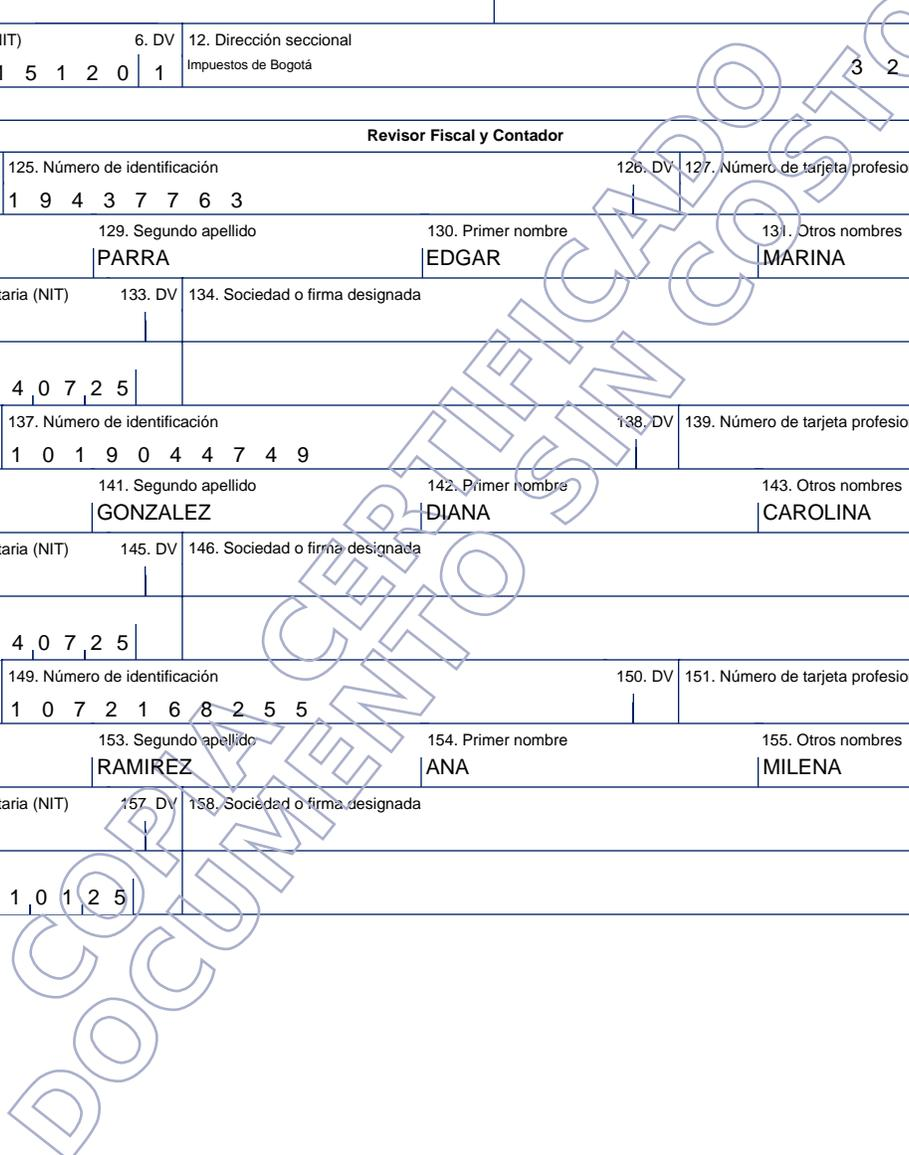 IIT) 6. DV 12. Dirección seccional
1 5 1 2 0 1 Impuestos de Bogotá 3 2
Revisor Fiscal y Contador
125. Número de identificación 126. DV 127. Número de tarjeta profesio
1 9 4 3 7 7 6 3
129. Segundo apellido 130. Primer nombre 131. Otros nombres
PARRA EDGAR MARINA
taria (NIT) 133. DV 134. Sociedad o firma designada
4 0 7 2 5
137. Número de identificación 138. DV 139. Número de tarjeta profesio
1 0 1 9 0 4 4 7 4 9
141. Segundo apellido 142. Primer nombre 143. Otros nombres
GONZALEZ DIANA CAROLINA
taria (NIT) 145. DV 146. Sociedad o firma designada
4 0 7 2 5
149. Número de identificación 150. DV 151. Número de tarjeta profesio
1 0 7 2 1 6 8 2 5 5
153. Segundo apellido 154. Primer nombre 155. Otros nombres
RAMIREZ ANA MILENA
taria (NIT) 157. DV 158. Sociedad o firma designada
1 0 1 2 5
COPIA CERTIFICADO
DOCUMENTO SIN COSTO